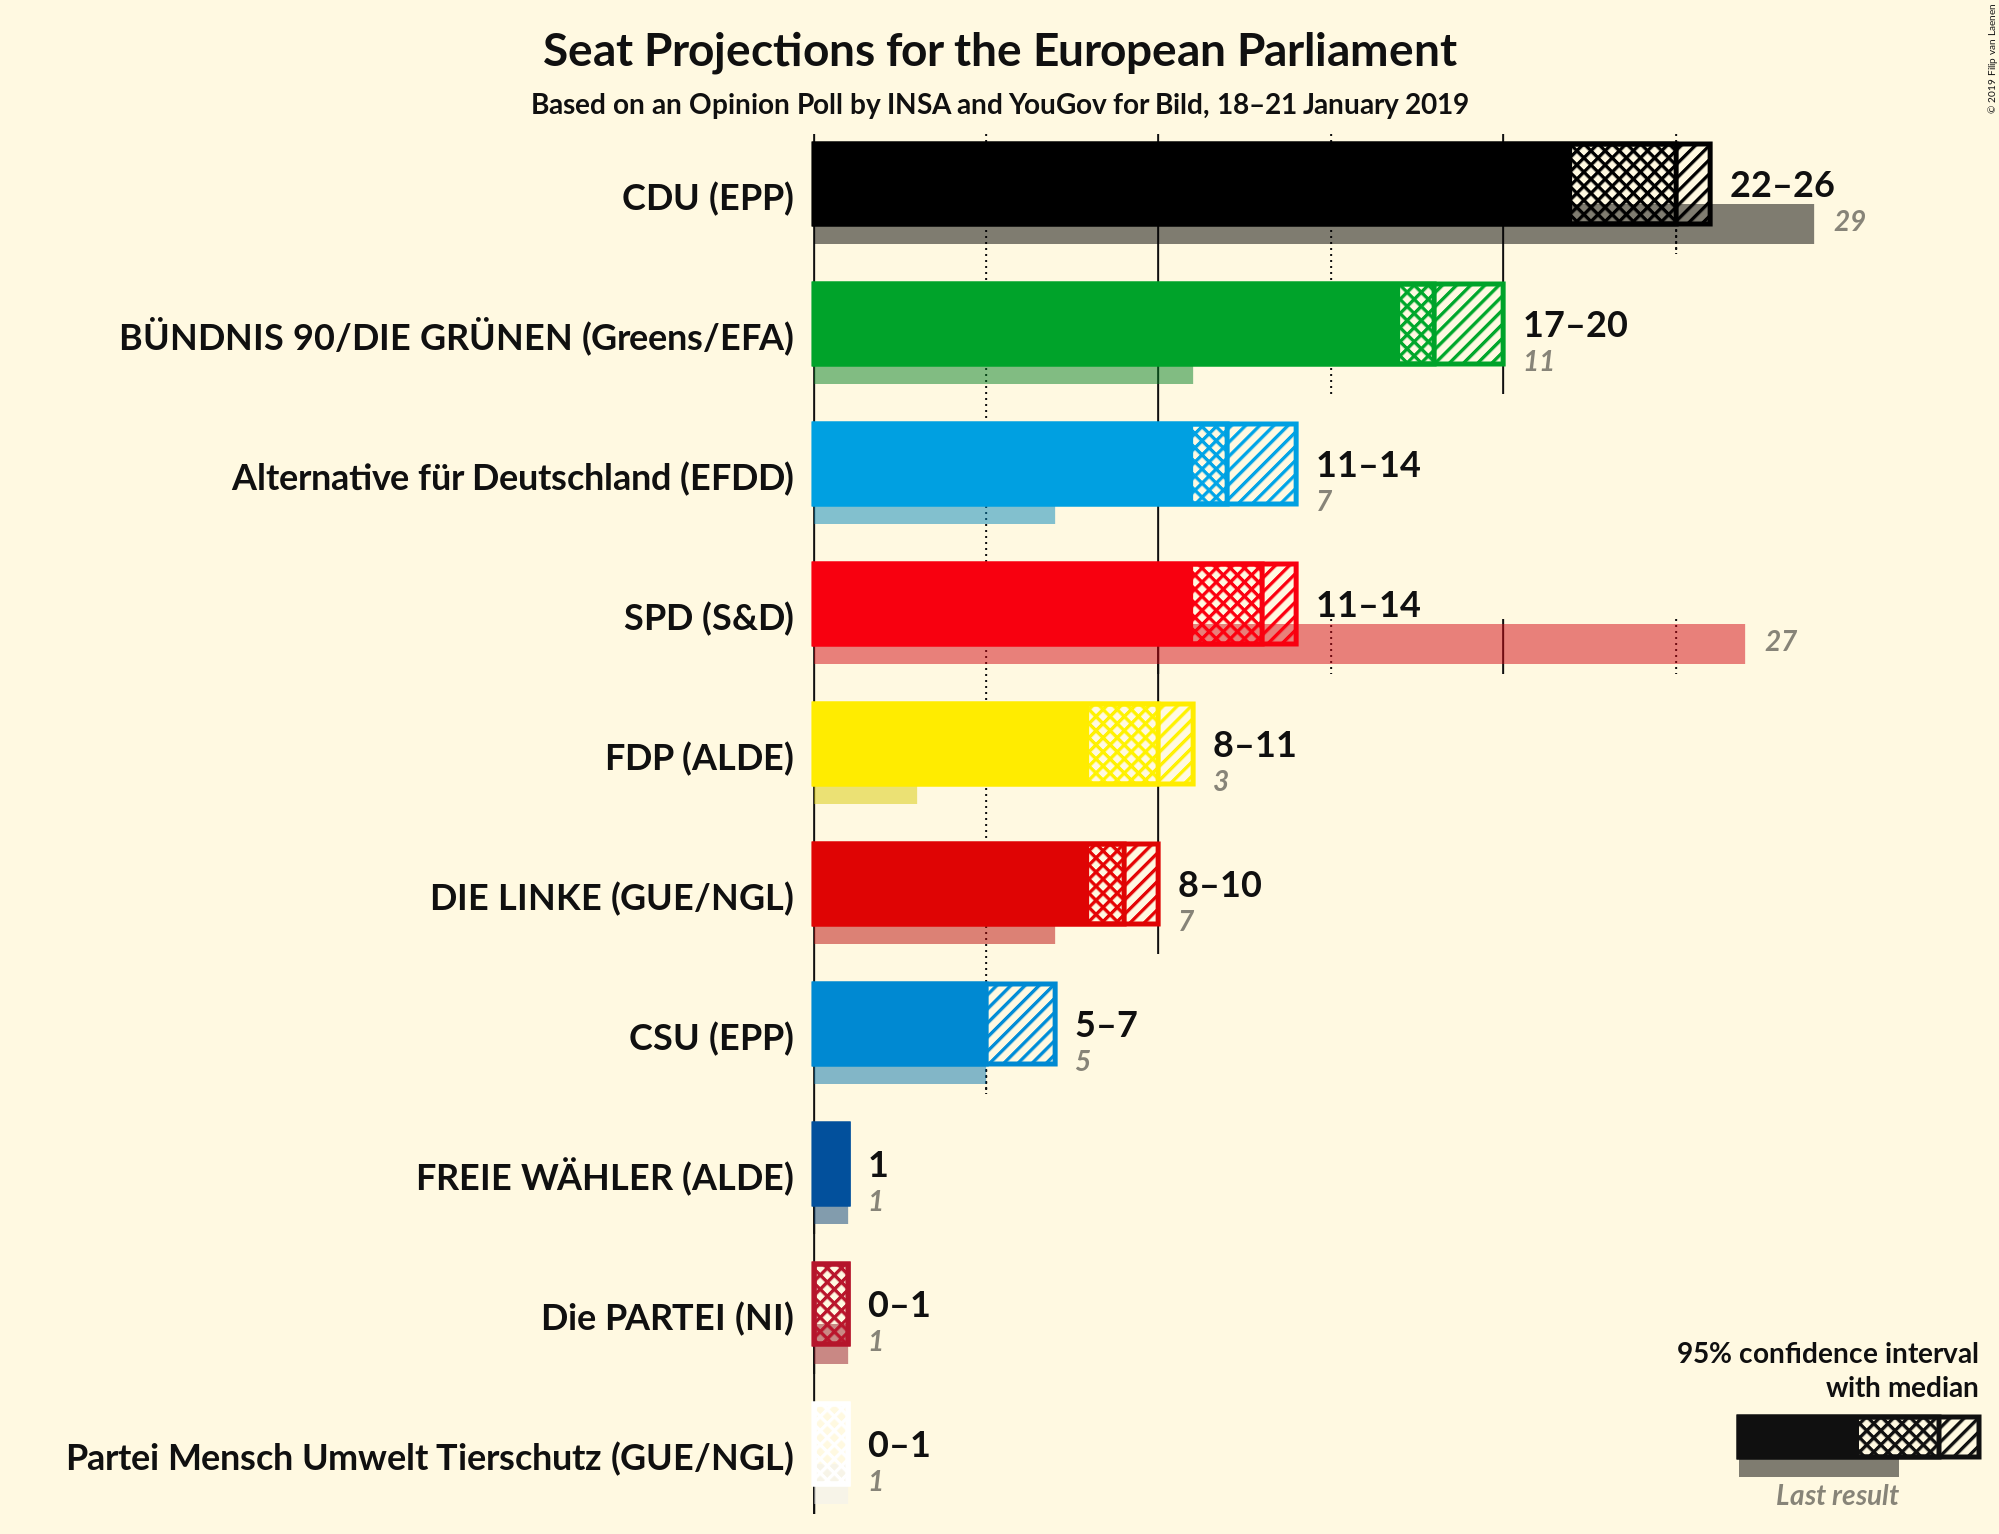 Seat Projections for the European Parliament
Based on an Opinion Poll by INSA and YouGov for Bild, 18–21 January 2019
© 2019 Filip van Laenen
CDU (EPP)
22–26
29
BÜNDNIS 90/DIE GRÜNEN (Greens/EFA)
17–20
11
Alternative für Deutschland (EFDD)
11–14
7
SPD (S&D)
11–14
27
FDP (ALDE)
8–11
3
DIE LINKE (GUE/NGL)
8–10
7
CSU (EPP)
5–7
5
FREIE WÄHLER (ALDE)
1
1
Die PARTEI (NI)
0–1
1
Partei Mensch Umwelt Tierschutz (GUE/NGL)
0–1
1
95% confidence interval
with median
Last result